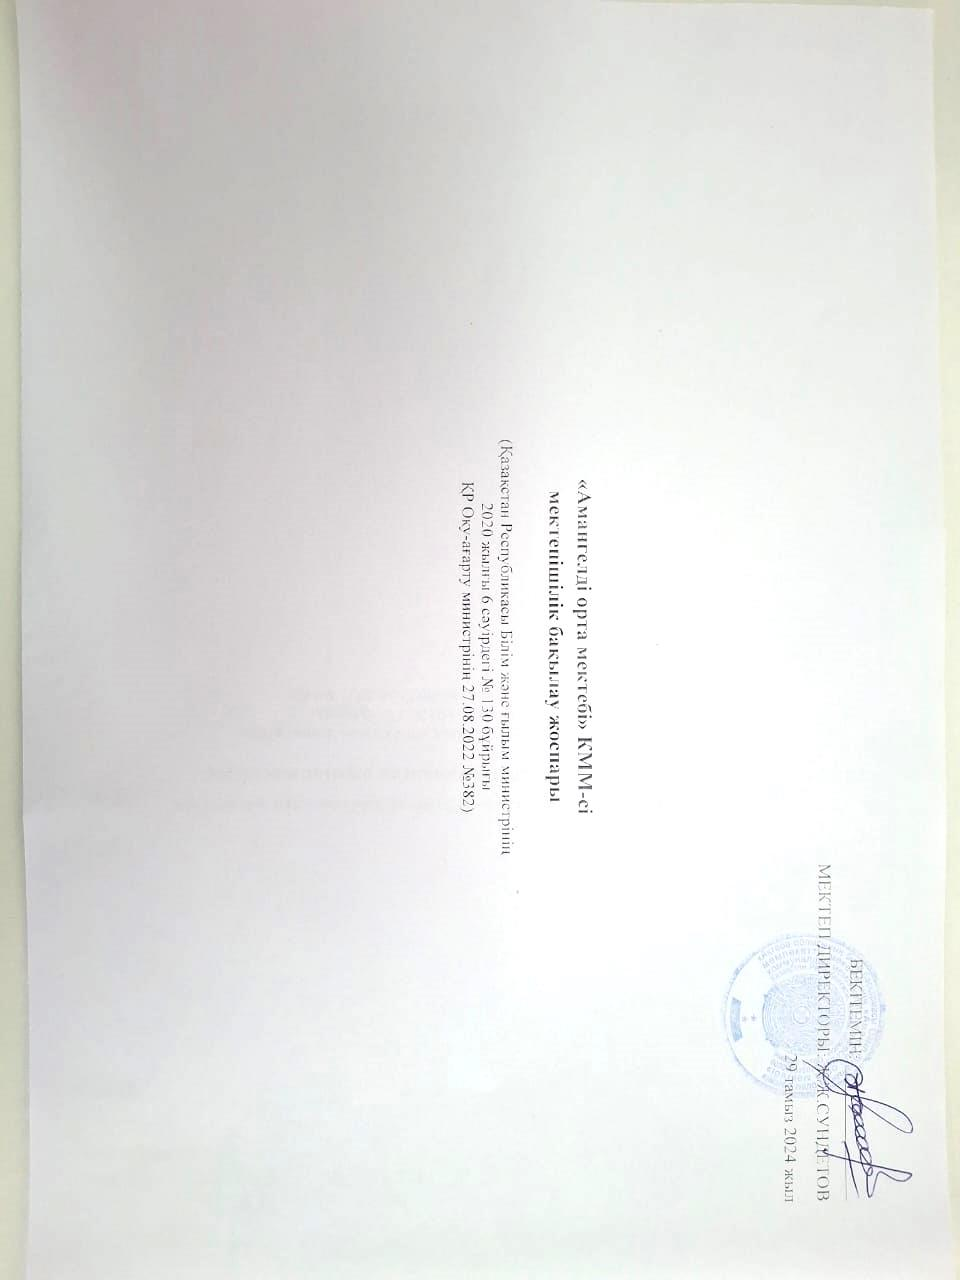 БЕКІТЕМІН:
МЕКТЕП ДИРЕКТОРЫ: Ж.Ж.СУНДЕТОВ
29 тамыз 2024 жыл
«Амангелді орта мектебі» КММ-сі
мектепішілік бақылау жоспары
(Қазақстан Республикасы Білім және ғылым министрінің
2020 жылғы 6 сәуірдегі № 130 бұйрығы
ҚР Оқу-ағарту министрінің 27.08.2022 №382)